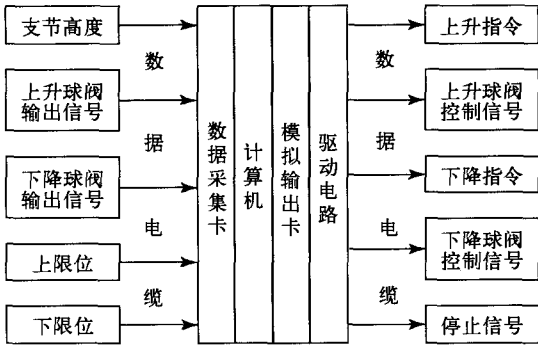 支节高度
上升球阀
输出信号
下降球阀
输出信号
上限位
下限位
数据电缆
数据采集卡
计算机
模拟输出卡
驱动电路
数据电缆
上升指令
上升球阀
控制信号
下降指令
下降球阀
控制信号
停止信号